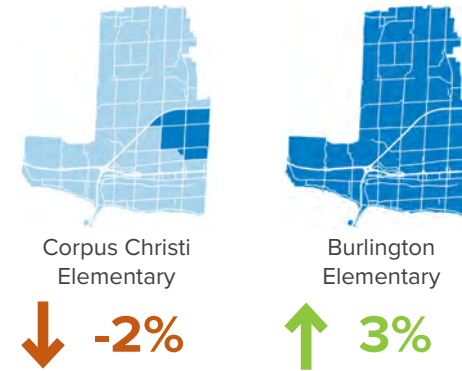 Corpus Christi
Elementary
-2%
Burlington
Elementary
3%